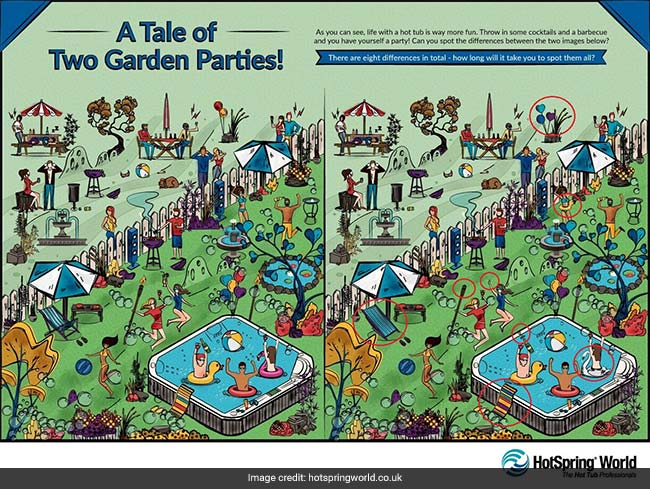 A Tale of
Two Garden Parties!
As you can see, life with a hot tub is way more fun. Throw in some cocktails and a barbecue
and you have yourself a party! Can you spot the differences between the two images below?
There are eight differences in total - how long will it take you to spot them all?
HotSpring® World
The Hot Tub Professionals
Image credit: hotspringworld.co.uk